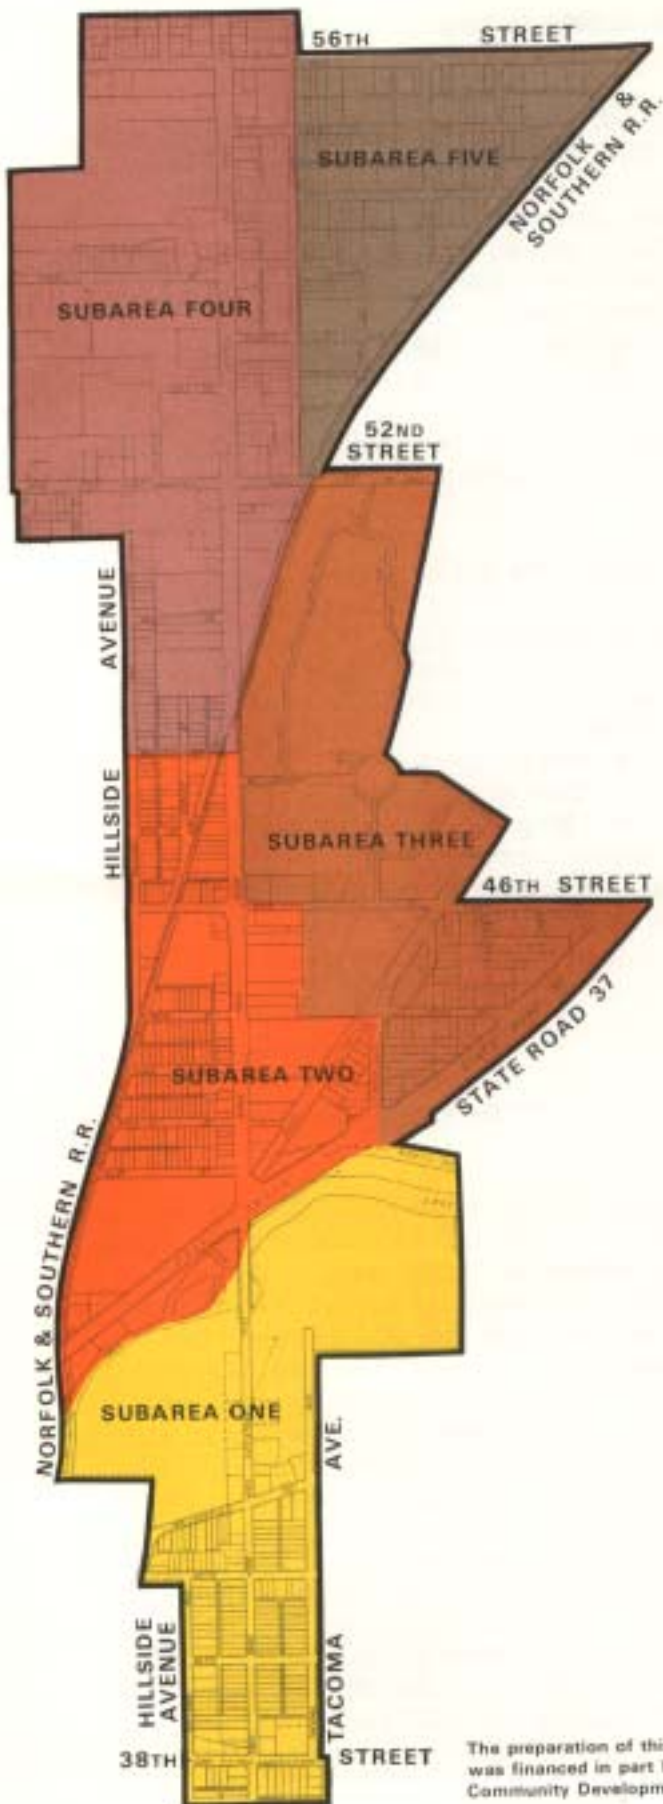 56TH STREET
NORFOLK &
SOUTHERN R.R.
SUBAREA FIVE
SUBAREA FOUR
52ND
STREET
HILLSIDE AVENUE
SUBAREA THREE
46TH STREET
STATE ROAD 37
SUBAREA TWO
NORFOLK & SOUTHERN R.R.
SUBAREA ONE
TACOMA AVE.
HILLSIDE
AVENUE
38TH STREET
The preparation of thi
was financed in part
Community Developm